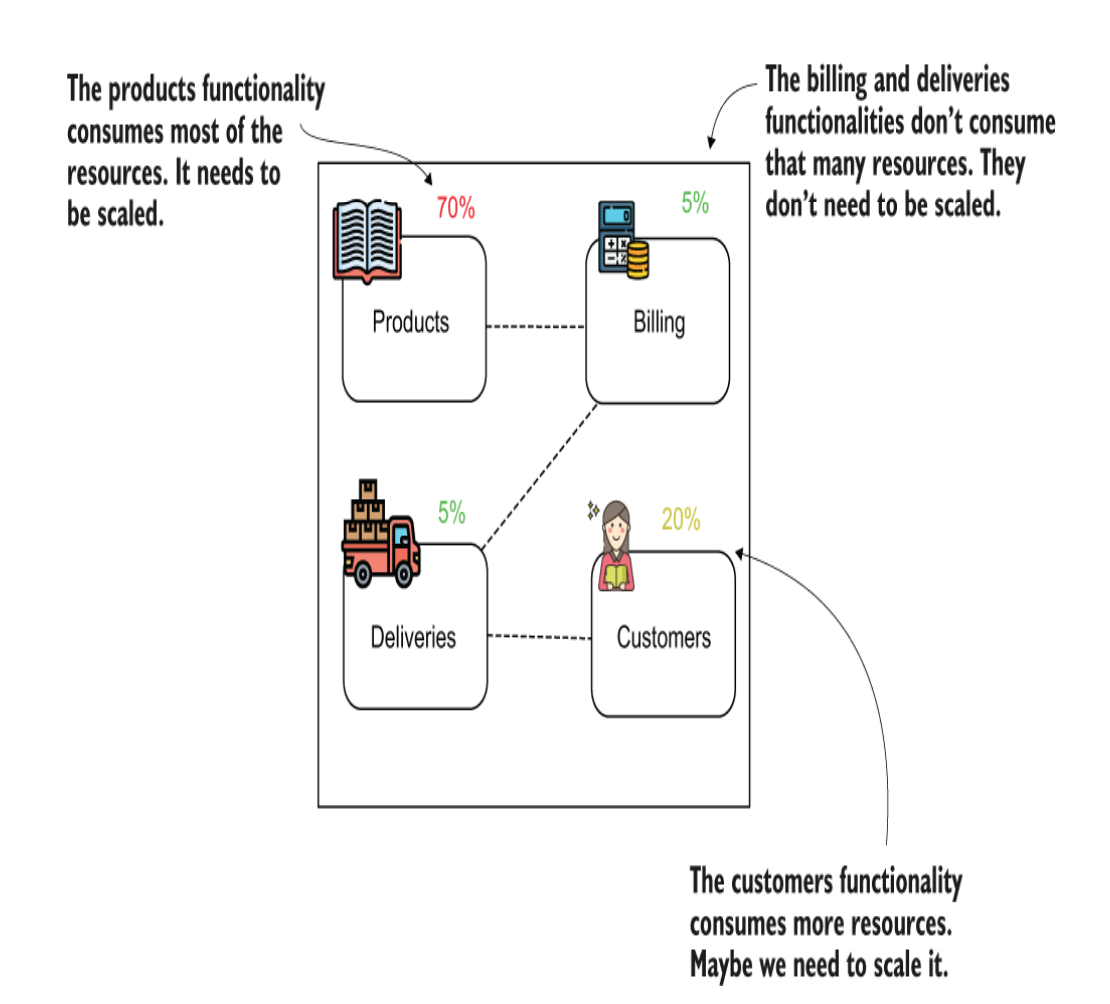 The products functionality
consumes most of the
resources. It needs to
be scaled.
The billing and deliveries
functionalities don’t consume
that many resources. They
don’t need to be scaled.
70%
5%
Products
Billing
5%
20%
Deliveries
Customers
The customers functionality
consumes more resources.
Maybe we need to scale it.